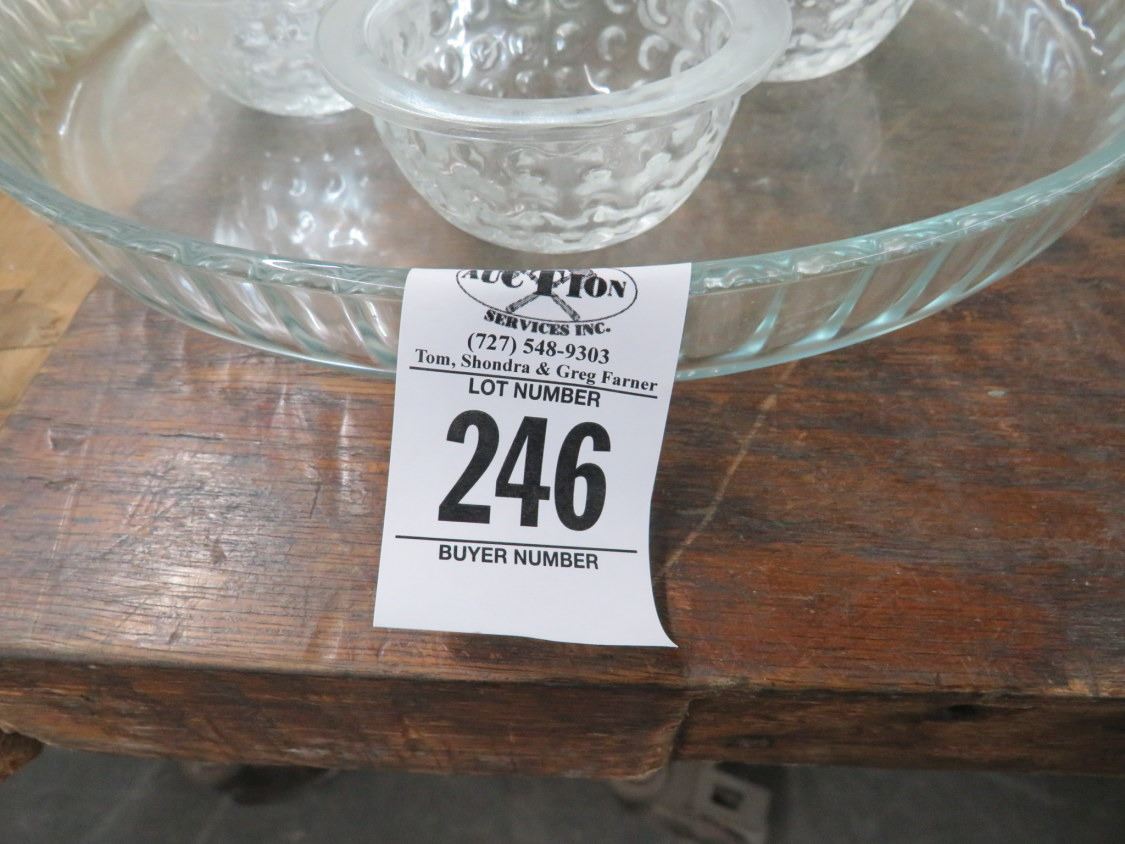 AUCTION
SERVICES INC.
(727) 548-9303
Tom, Shondra & Greg Farner
LOT NUMBER
246
BUYER NUMBER